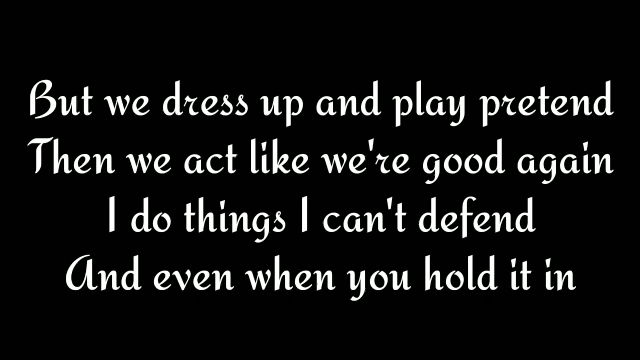 But we dress up and play pretend
Then we act like we're good again
I do things I can't defend
And even when you hold it in